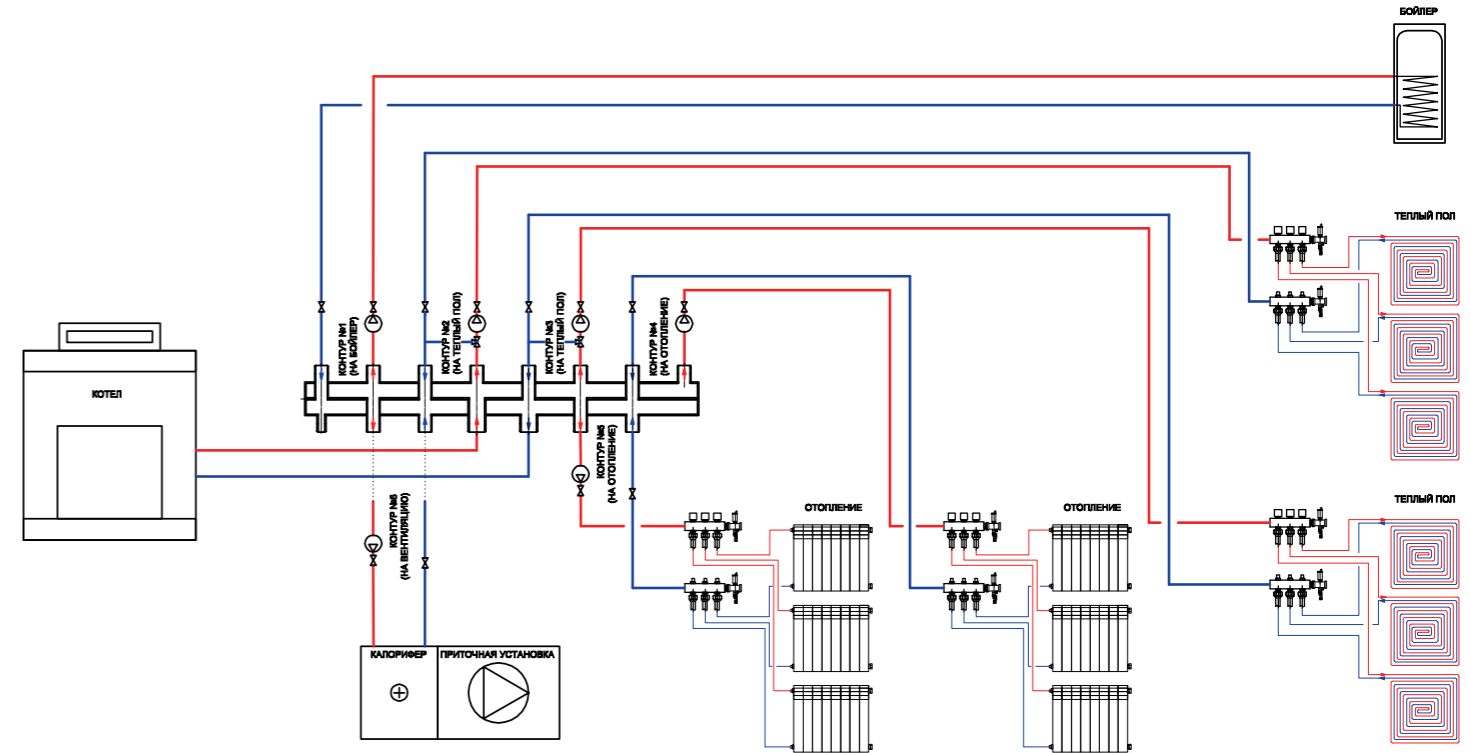 БОЙЛЕР
ТЕПЛЫЙ ПОЛ
КОНТУР №1
(НА БОЙЛЕР)
КОНТУР №2
(НА ТЕПЛЫЙ ПОЛ)
КОНТУР №3
(НА ТЕПЛЫЙ ПОЛ)
КОНТУР №4
(НА ОТОПЛЕНИЕ)
КОТЕЛ
КОНТУР №5
(НА ОТОПЛЕНИЕ)
КОНТУР №6
(НА ВЕНТИЛЯЦИЮ)
ОТОПЛЕНИЕ
ОТОПЛЕНИЕ
ТЕПЛЫЙ ПОЛ
КАЛОРИФЕР
ПРИТОЧНАЯ УСТАНОВКА